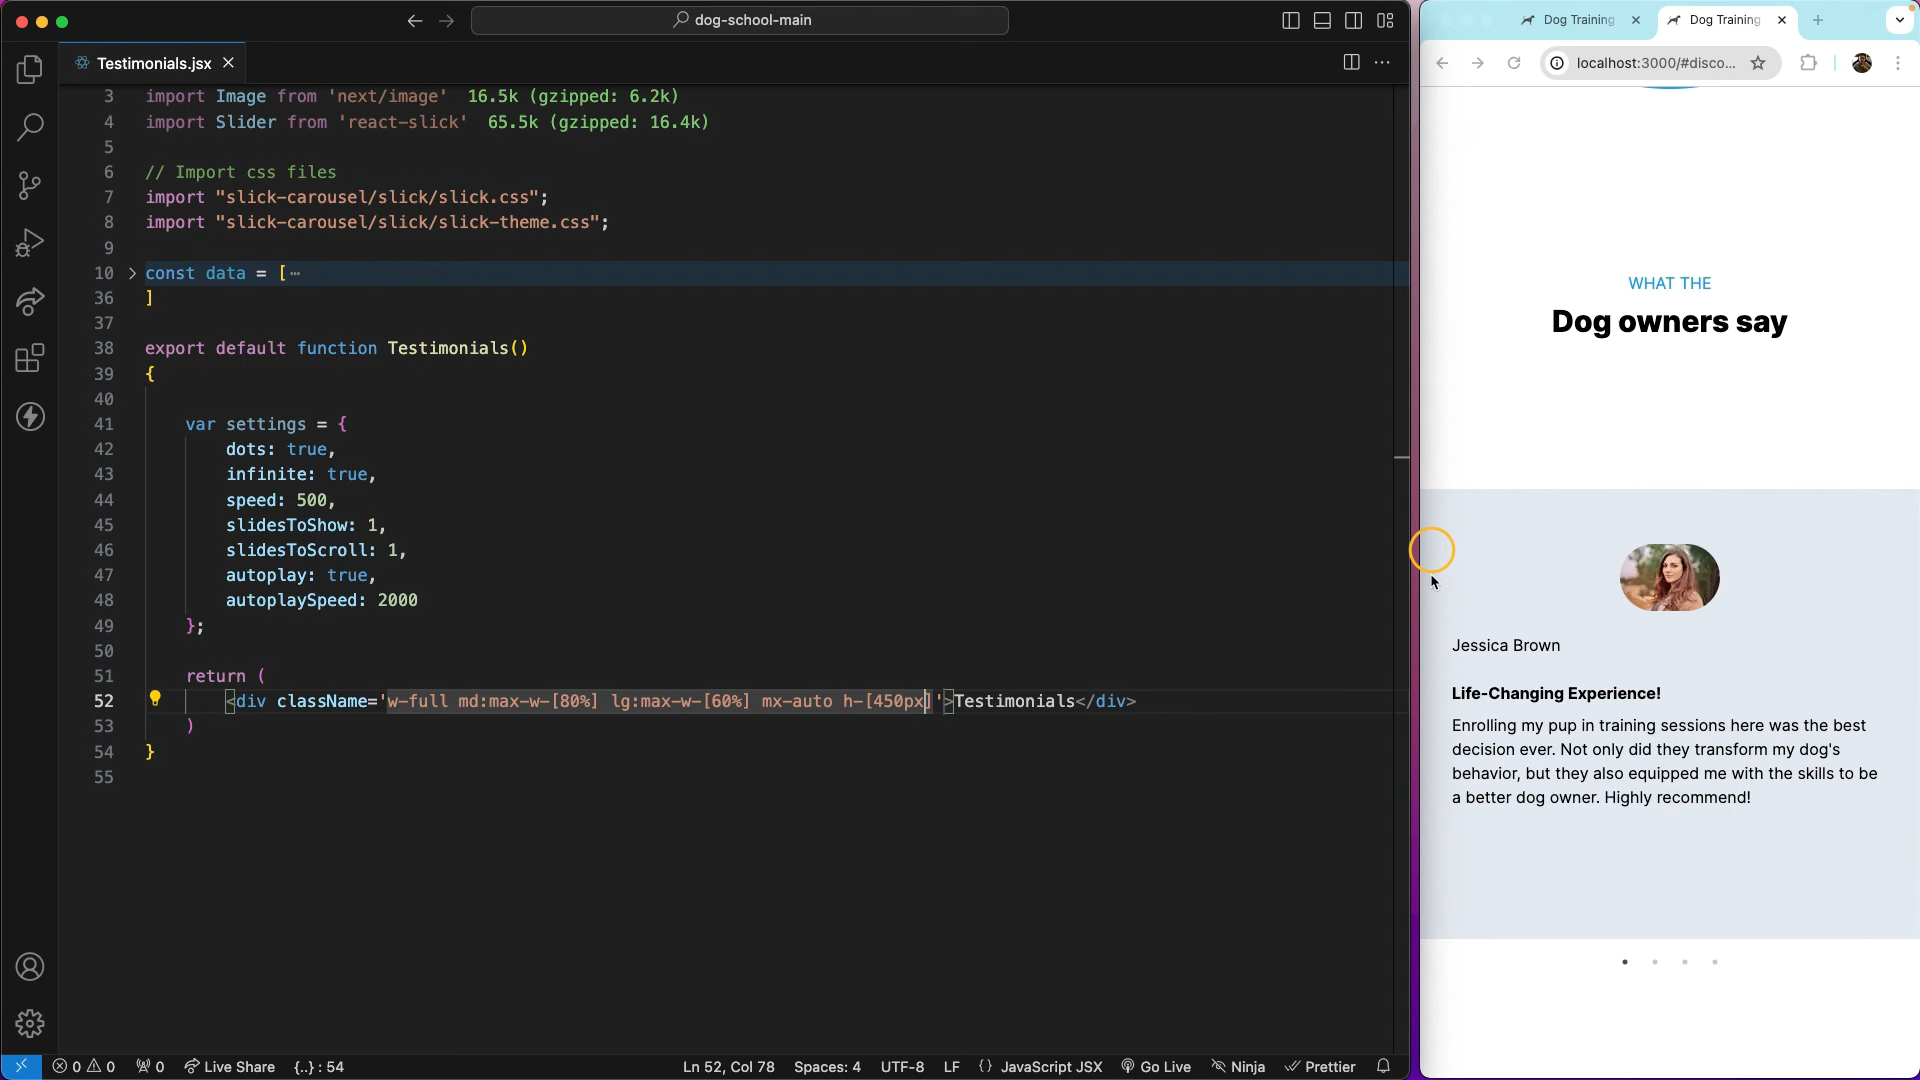 dog-school-main
Testimonials.jsx
3 import Image from 'next/image' 16.5k (gzipped: 6.2k)
4 import Slider from 'react-slick' 65.5k (gzipped: 16.4k)
5
6 // Import css files
7 import "slick-carousel/slick/slick.css";
8 import "slick-carousel/slick/slick-theme.css";
9
10 const data = [⋯
36 ]
37
38 export default function Testimonials()
39 {
40
41 var settings = {
42 dots: true,
43 infinite: true,
44 speed: 500,
45 slidesToShow: 1,
46 slidesToScroll: 1,
47 autoplay: true,
48 autoplaySpeed: 2000
49 };
50
51 return (
52 <div className='w-full md:max-w-[80%] lg:max-w-[60%] mx-auto h-[450px] '>Testimonials</div>
53 )
54 }
55
0 0 0 Live Share {..} : 54 Ln 52, Col 78 Spaces: 4 UTF-8 LF {} JavaScript JSX Go Live Ninja Prettier
Dog Training Dog Training
localhost:3000/#disco...
WHAT THE
Dog owners say
Jessica Brown
Life-Changing Experience!
Enrolling my pup in training sessions here was the best
decision ever. Not only did they transform my dog's
behavior, but they also equipped me with the skills to be
a better dog owner. Highly recommend!